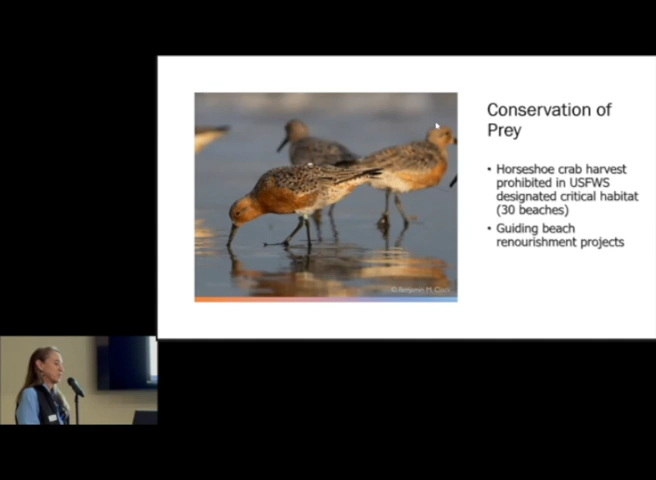 Conservation of
Prey
• Horseshoe crab harvest
prohibited in USFWS
designated critical habitat
(30 beaches)
• Guiding beach
renourishment projects
© Benjamin M. Clock